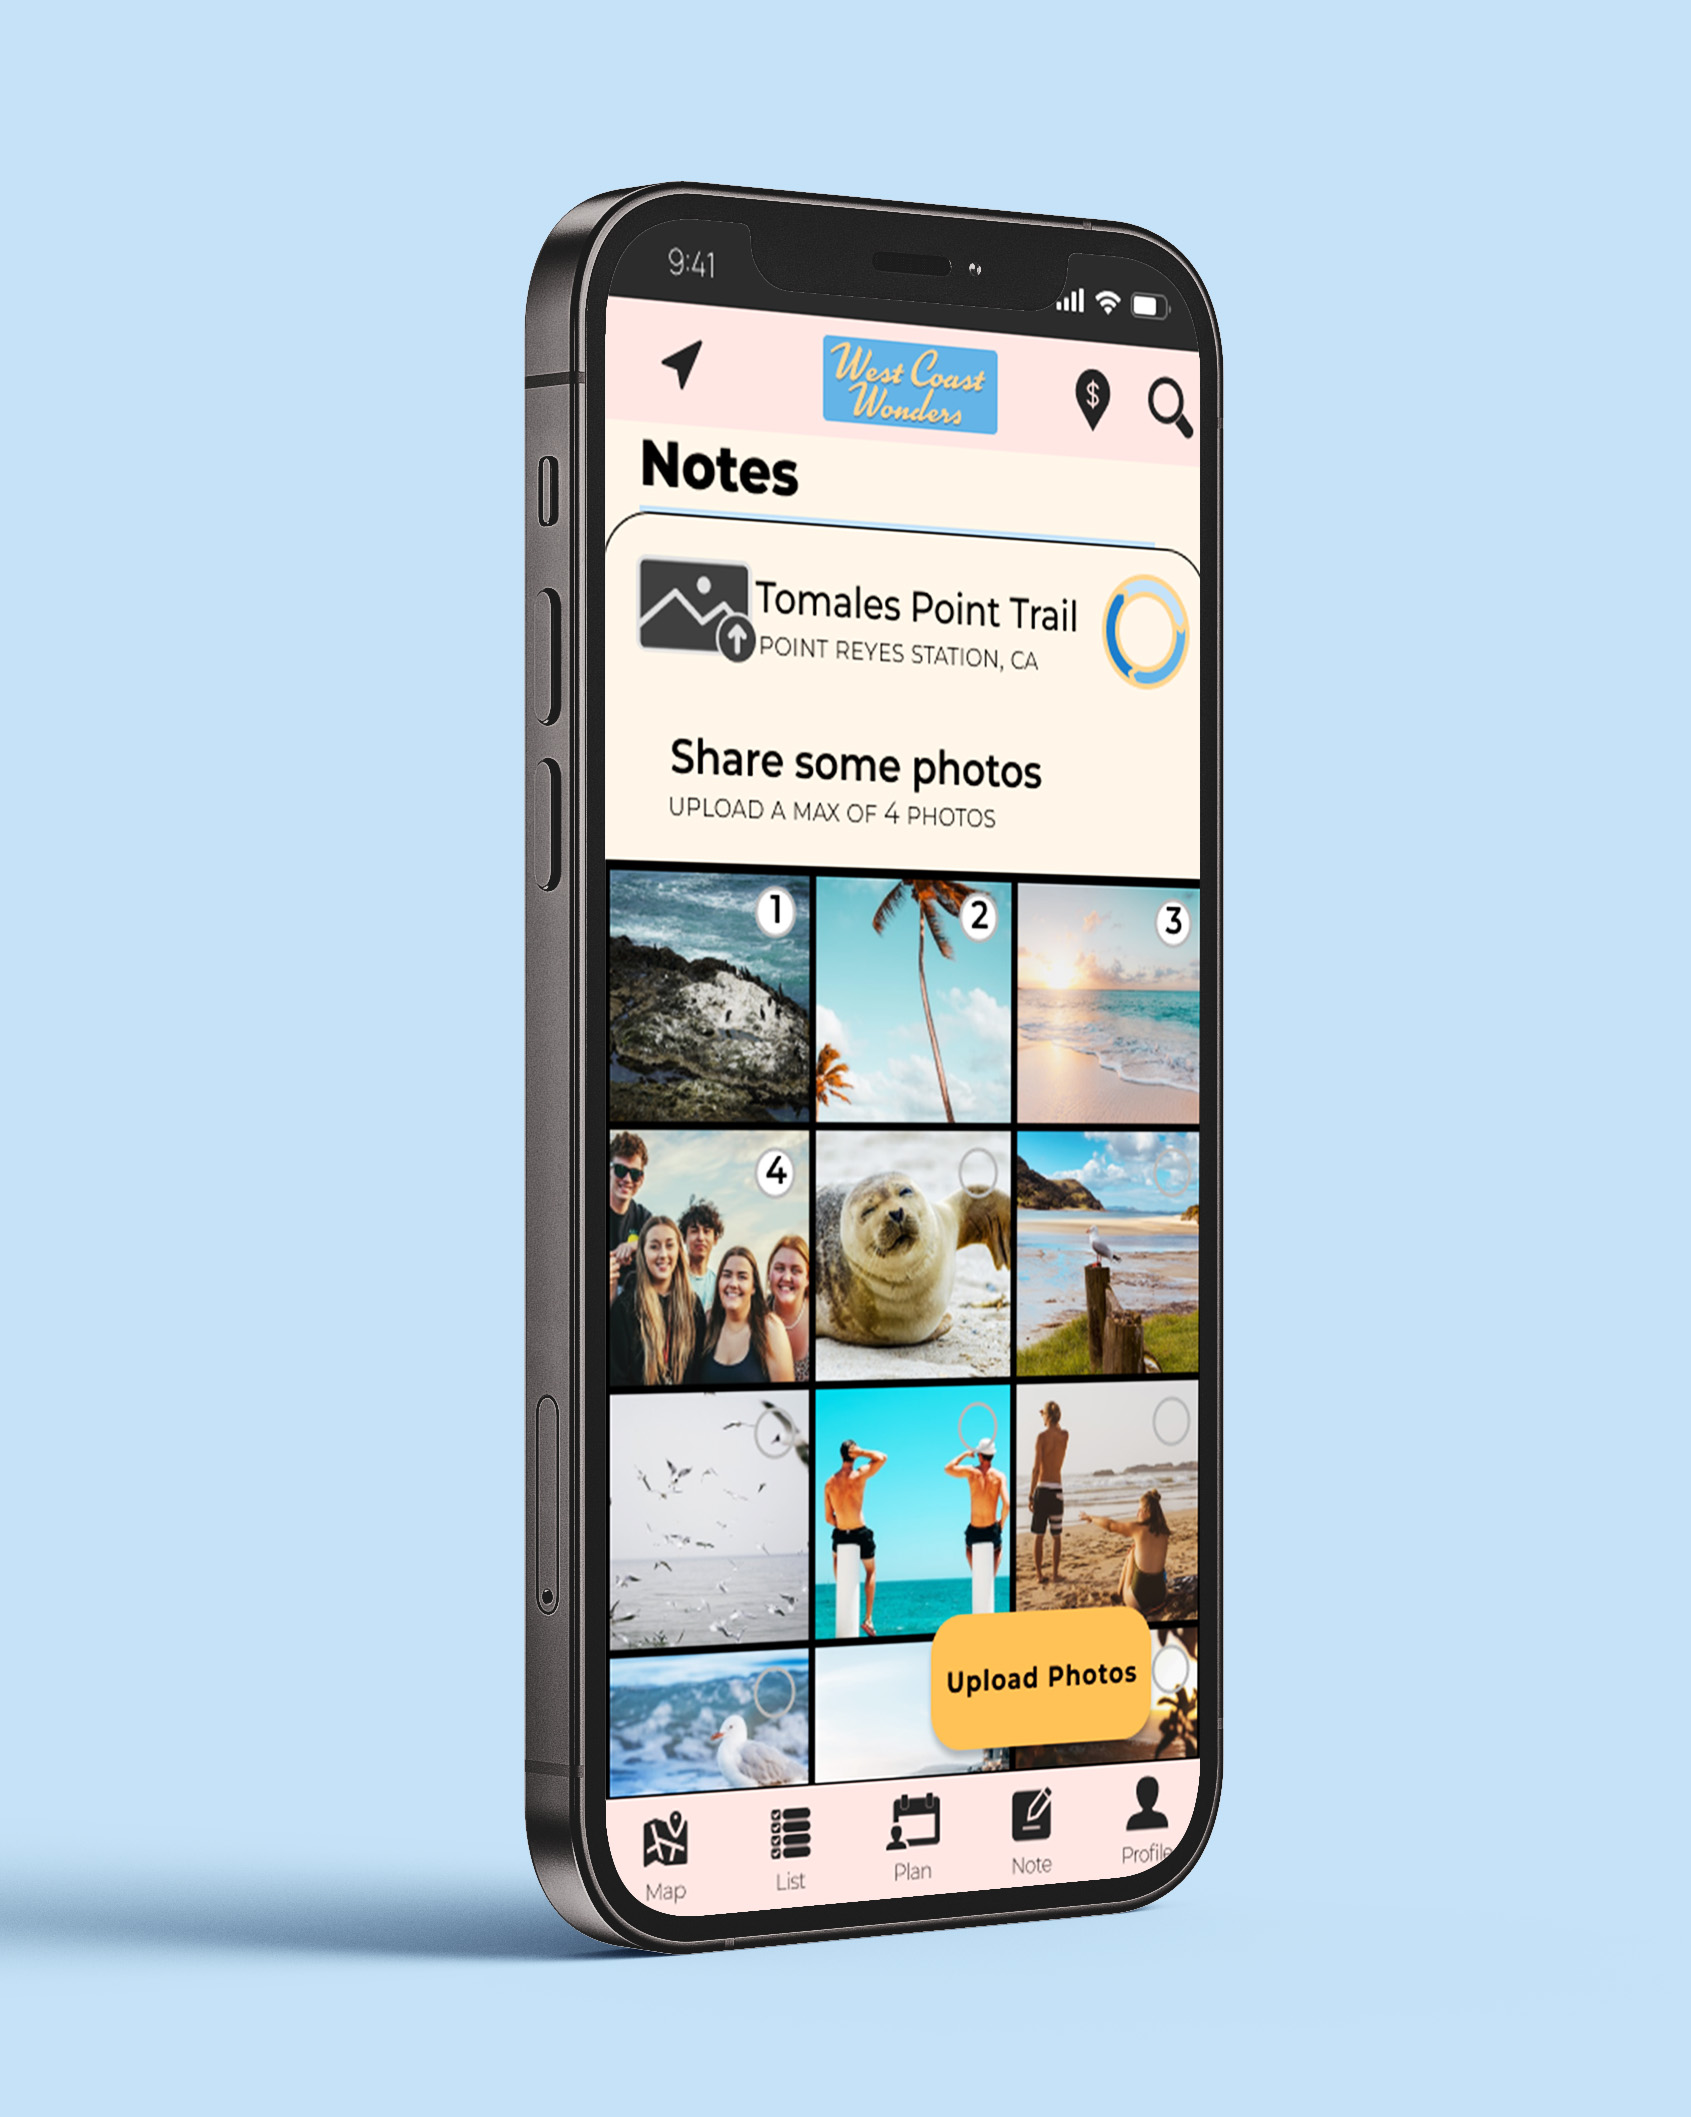 9:41
West Coast
Wonders
$
Notes
Tomales Point Trail
POINT REYES STATION, CA
Share some photos
UPLOAD A MAX OF 4 PHOTOS
1
2
3
4
Upload Photos
Map
List
Plan
Note
Profile